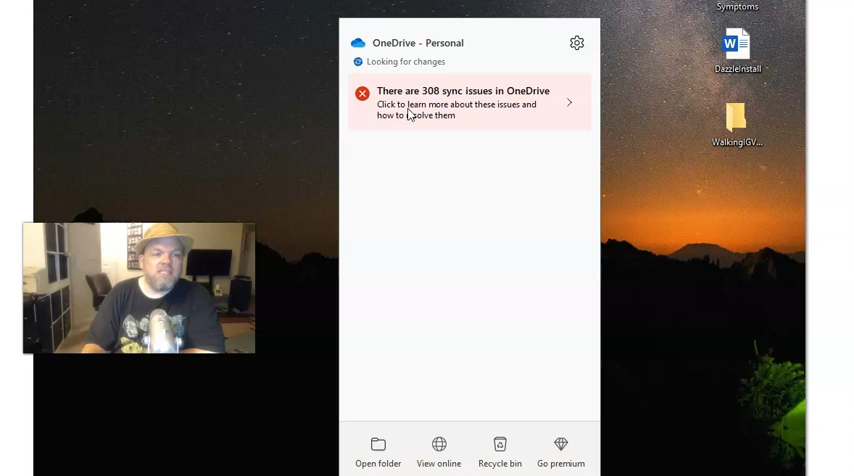 Symptoms
OneDrive - Personal
DazzleInstall
Looking for changes
There are 308 sync issues in OneDrive
Click to learn more about these issues and
how to resolve them
WalkingIGV...
Open folder
View online
Recycle bin
Go premium